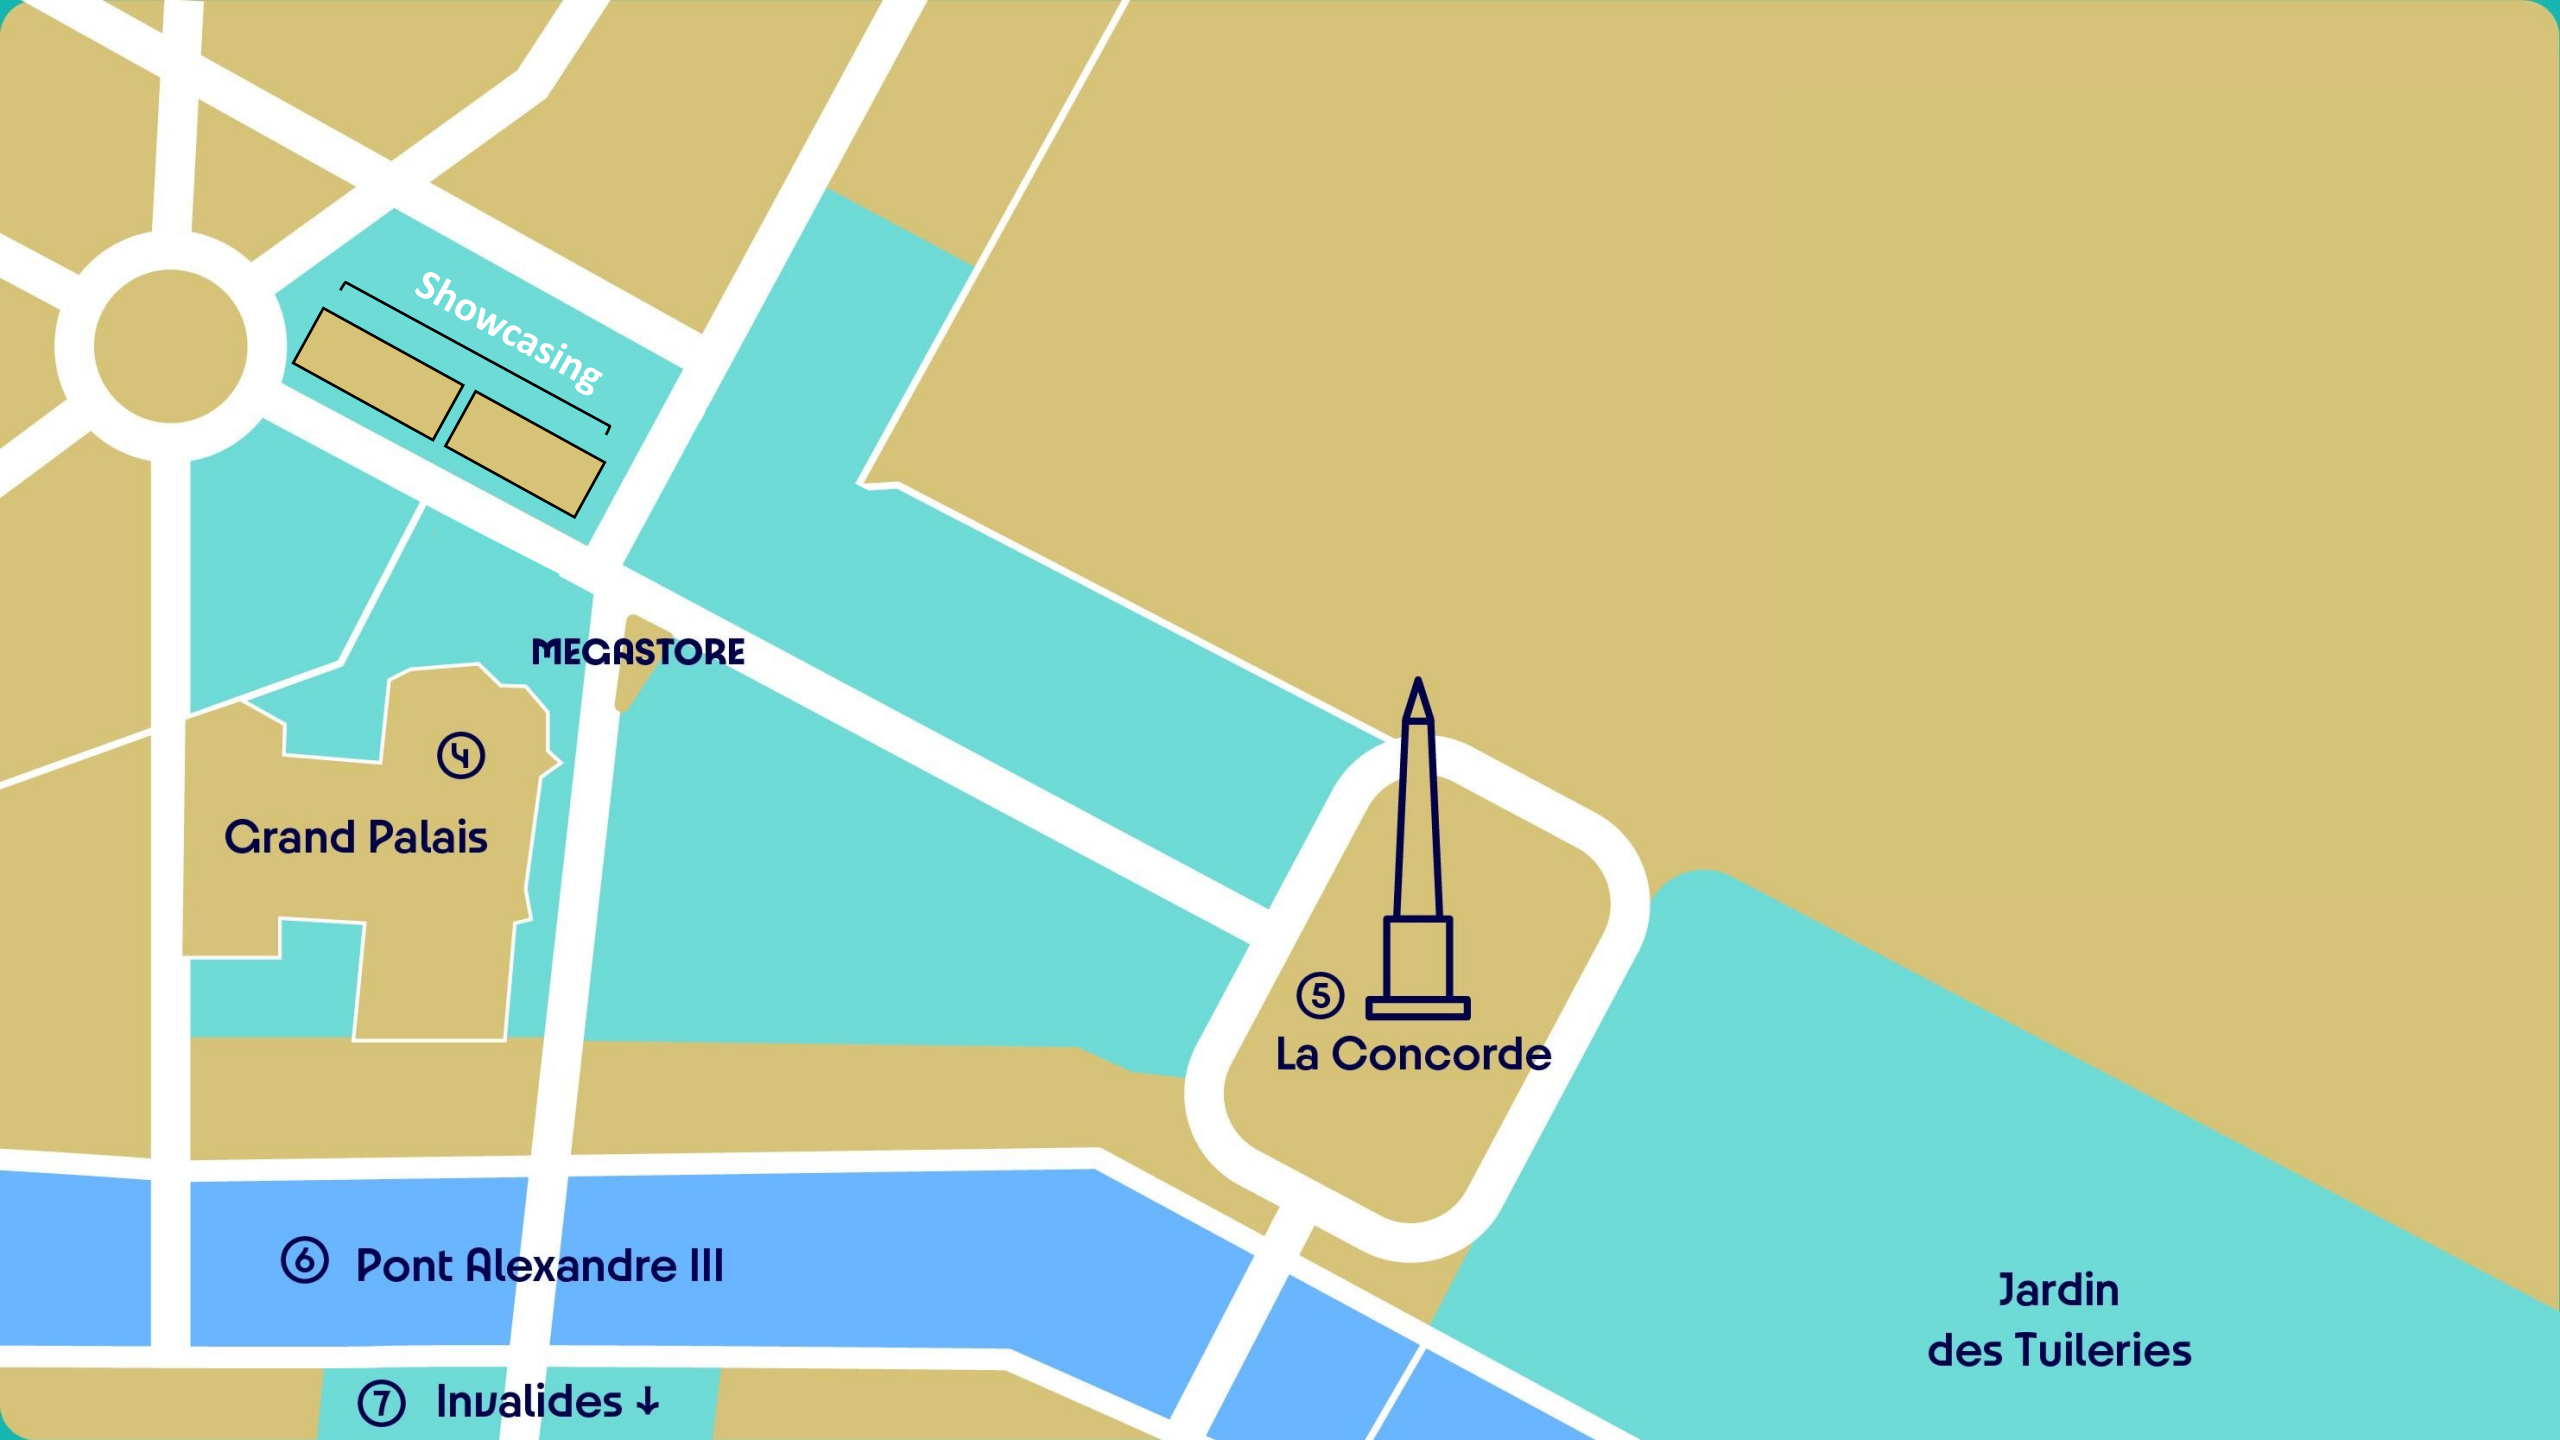 Showcasing
MEGASTORE
4
Grand Palais
5
La Concorde
6 Pont Alexandre III
Jardin
des Tuileries
7 Invalides ↓